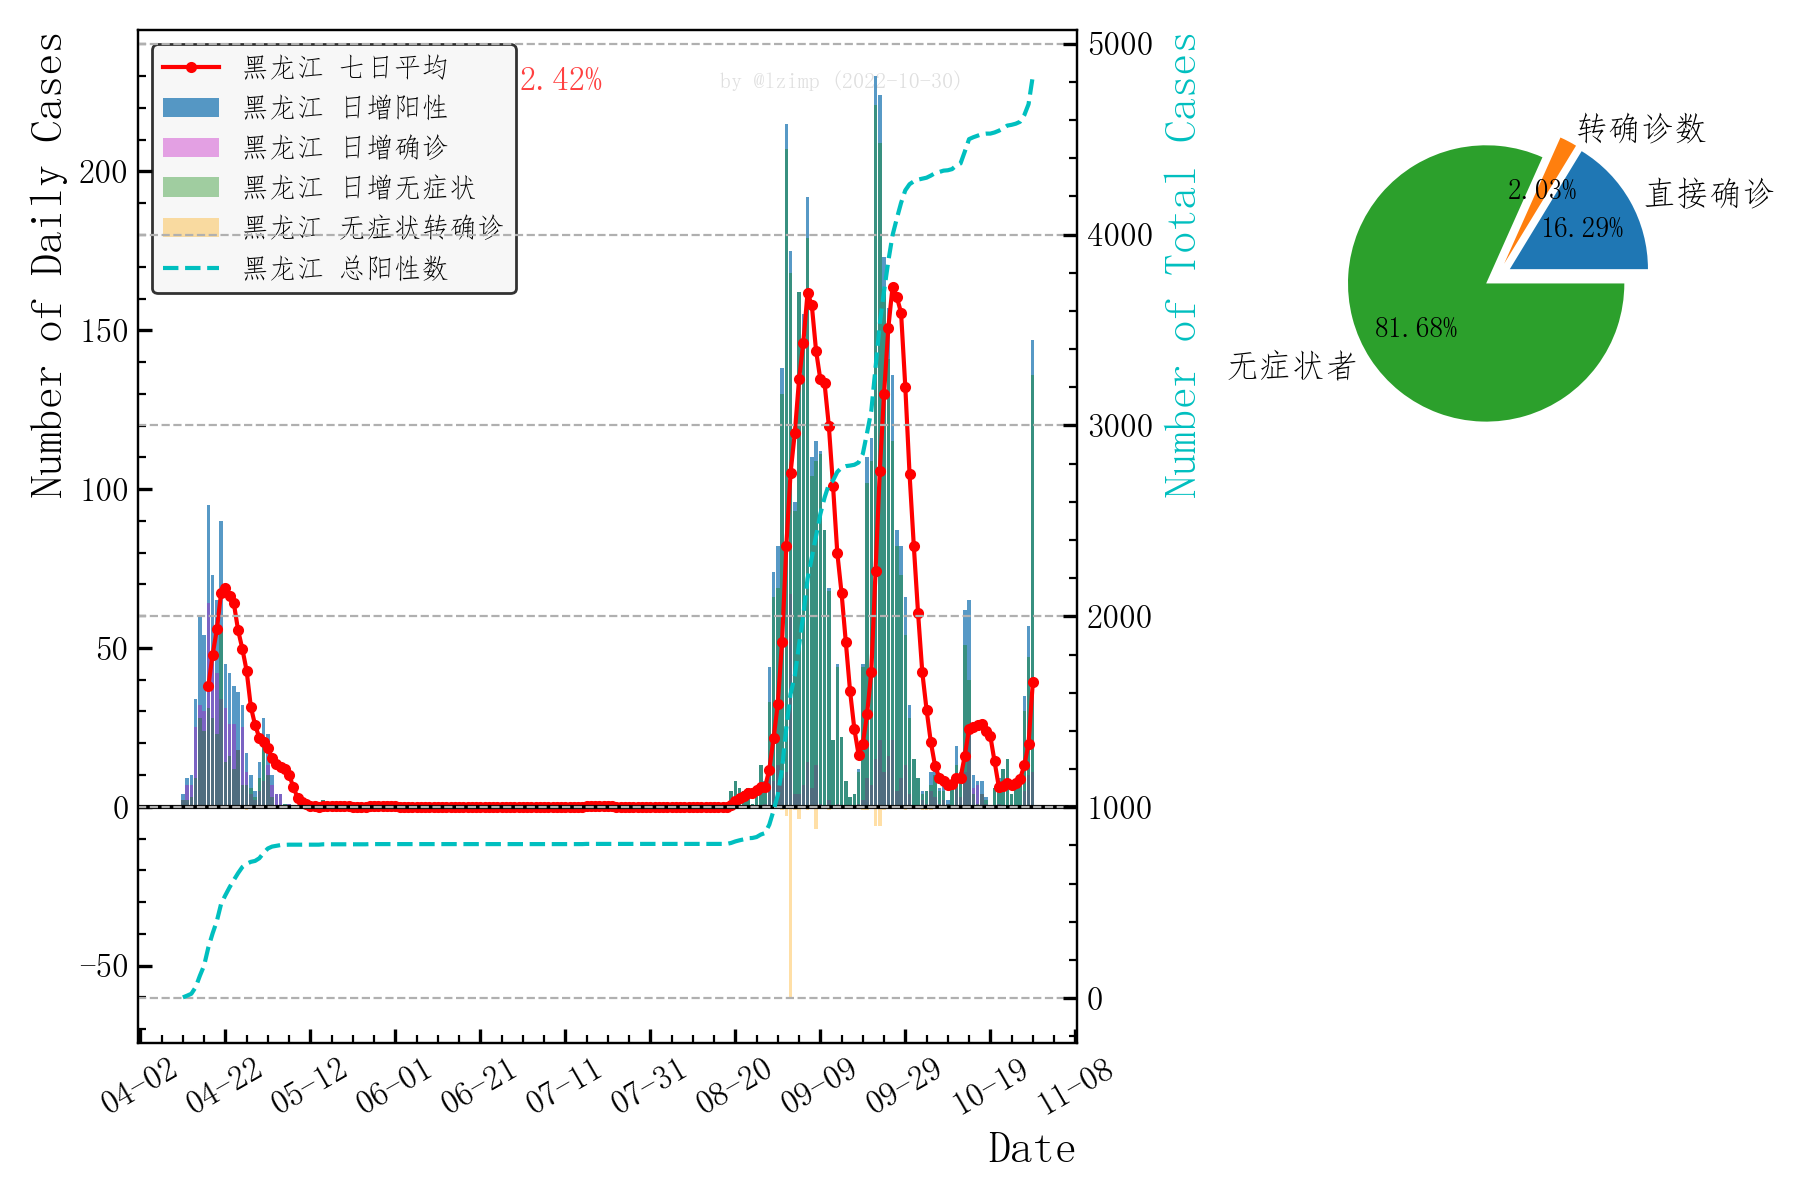 Number of Daily Cases
200
150
100
50
0
−50
黑龙江 七日平均
黑龙江 日增阳性
黑龙江 日增确诊
黑龙江 日增无症状
黑龙江 无症状转确诊
黑龙江 总阳性数
2.42%
by @lzimp (2022-10-30)
5000
4000
3000
2000
1000
0
Number of Total Cases
04−02
04−22
05−12
06−01
06−21
07−11
07−31
08−20
09−09
09−29
10−19
11−08
Date
转确诊数
2.03%
直接确诊
16.29%
81.68%
无症状者